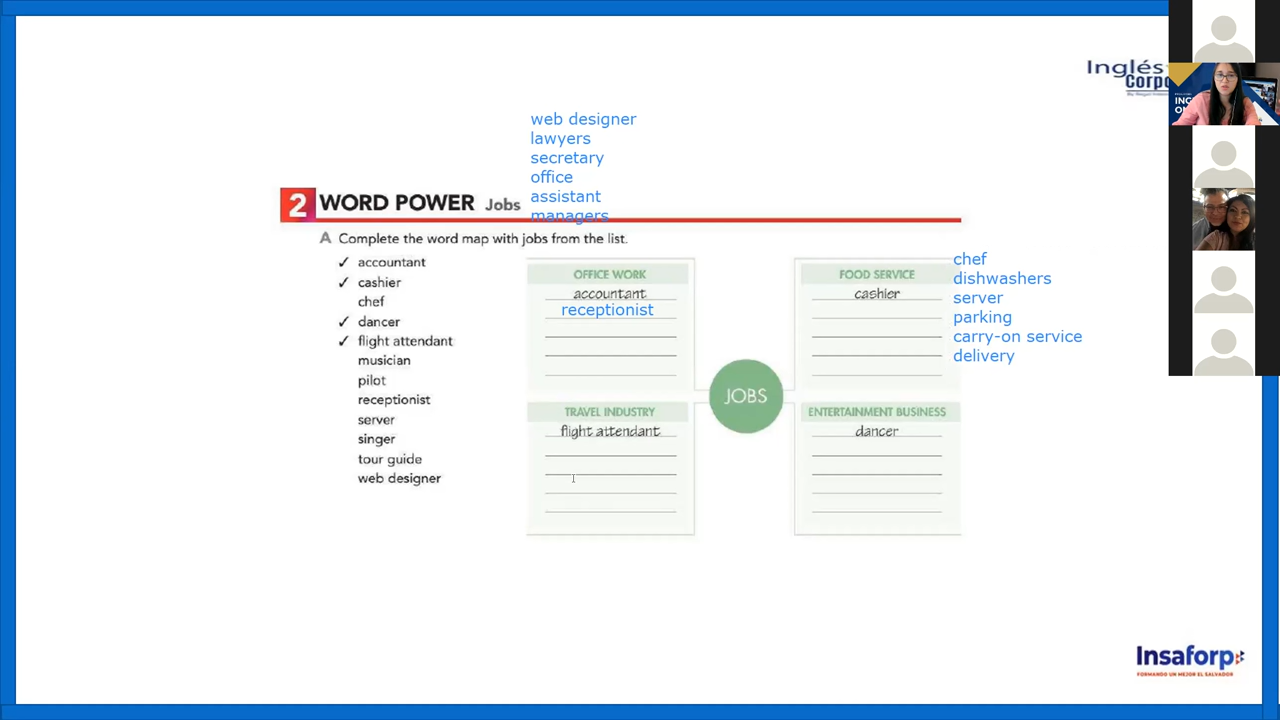 Inglés
Corpo
web designer
lawyers
secretary
office
assistant
managers
2 WORD POWER Jobs
A Complete the word map with jobs from the list.
✓ accountant
✓ cashier
chef
✓ dancer
✓ flight attendant
musician
pilot
receptionist
server
singer
tour guide
web designer
OFFICE WORK
accountant
receptionist
FOOD SERVICE
cashier
chef
dishwashers
server
parking
carry-on service
delivery
JOBS
TRAVEL INDUSTRY
flight attendant
ENTERTAINMENT BUSINESS
dancer
Insaforp
FORMANDO UN MEJOR EL SALVADOR